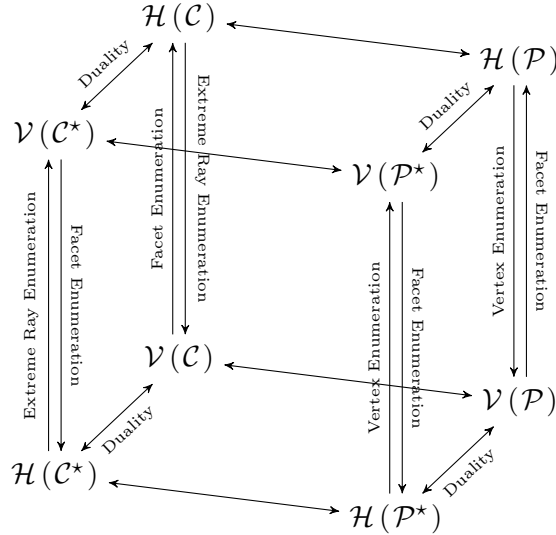 H(C)
H(P)
Duality
Duality
V(C⋆)
V(P⋆)
Extreme Ray Enumeration
Facet Enumeration
Facet Enumeration
Extreme Ray Enumeration
Vertex Enumeration
Facet Enumeration
Vertex Enumeration
Facet Enumeration
V(C)
V(P)
Duality
Duality
H(C⋆)
H(P⋆)